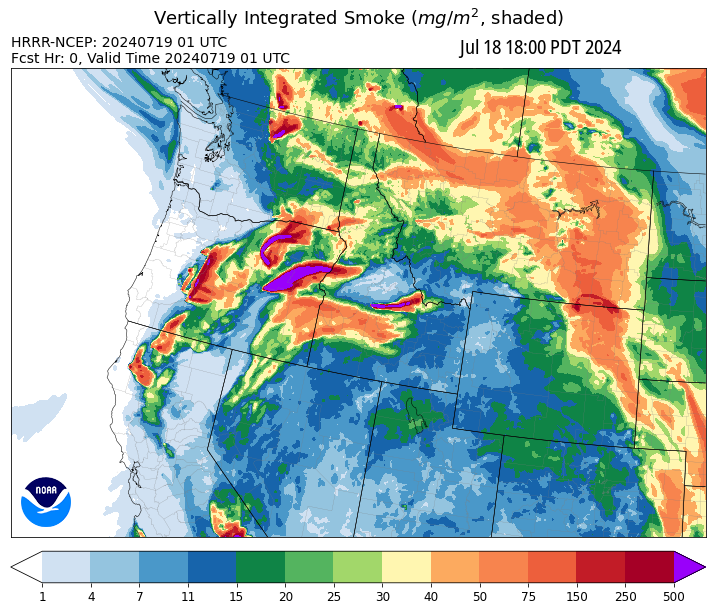 Vertically Integrated Smoke (mg/m², shaded)
HRRR-NCEP: 20240719 01 UTC
Jul 18 18:00 PDT 2024
Fcst Hr: 0, Valid Time 20240719 01 UTC
NOAA
1 4 7 11 15 20 25 30 40 50 75 150 250 500